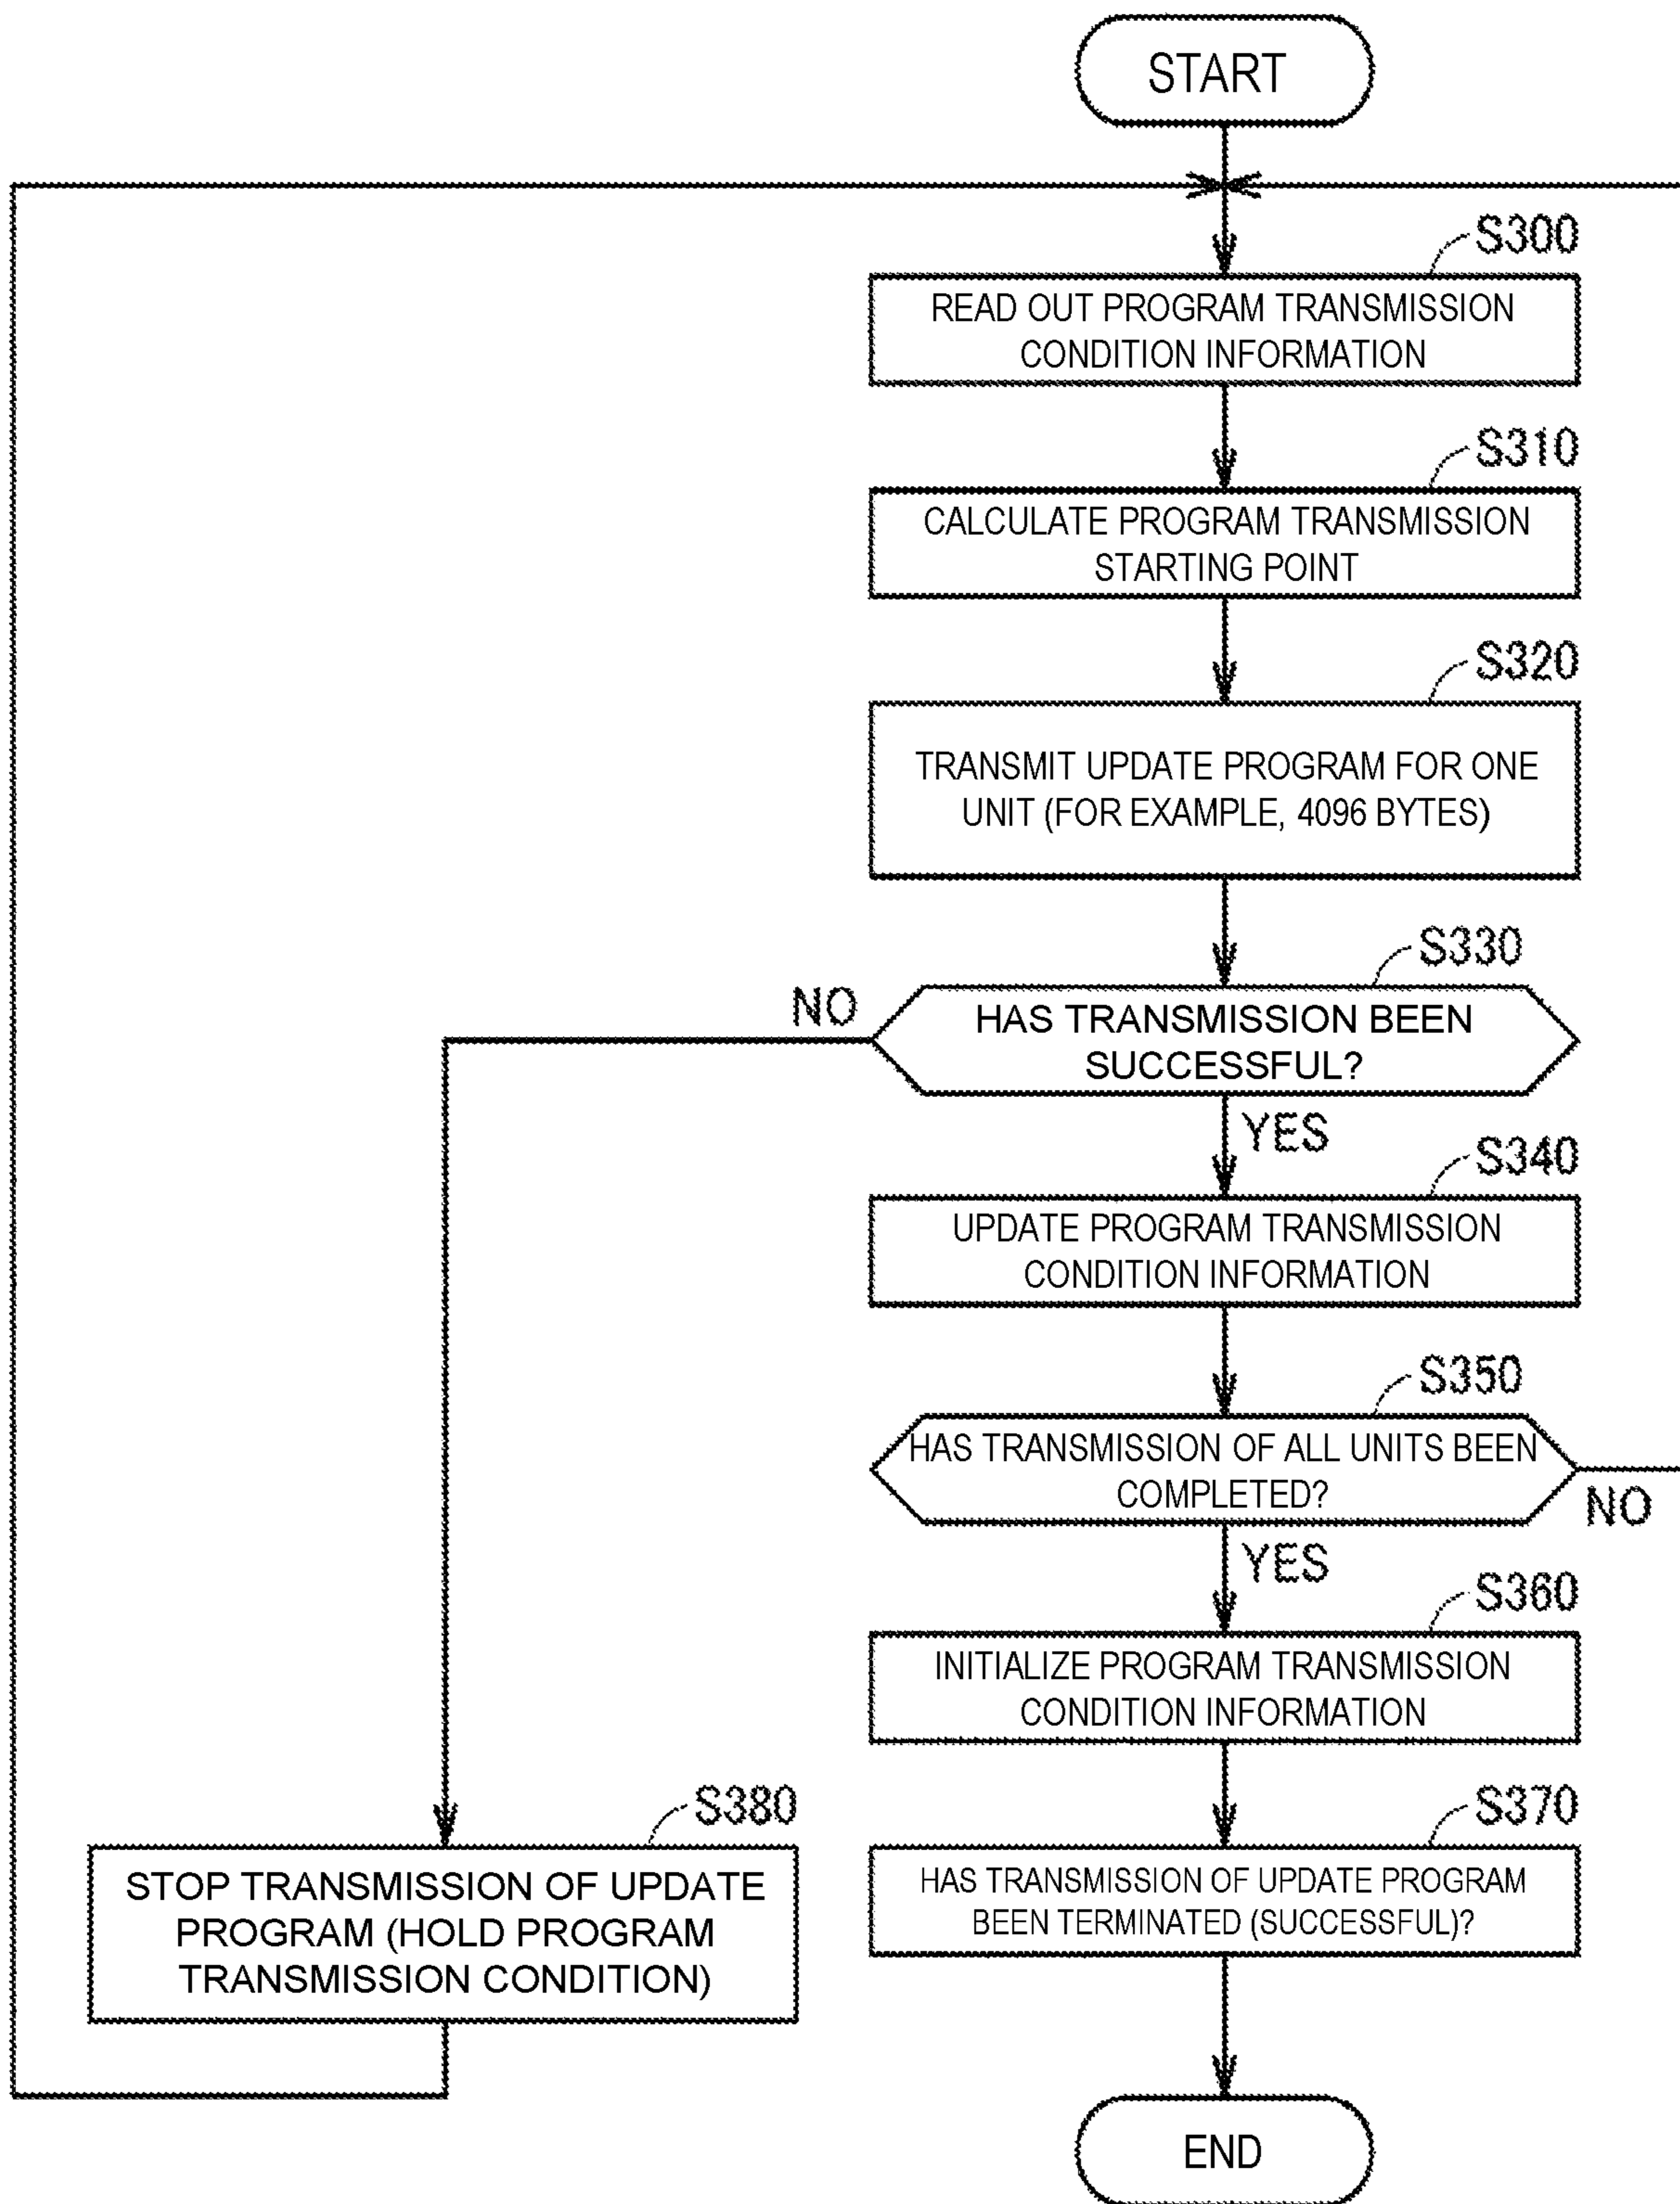 START
S300
READ OUT PROGRAM TRANSMISSION
CONDITION INFORMATION
S310
CALCULATE PROGRAM TRANSMISSION
STARTING POINT
S320
TRANSMIT UPDATE PROGRAM FOR ONE
UNIT (FOR EXAMPLE, 4096 BYTES)
S330
NO
HAS TRANSMISSION BEEN
SUCCESSFUL?
YES
S340
UPDATE PROGRAM TRANSMISSION
CONDITION INFORMATION
S350
HAS TRANSMISSION OF ALL UNITS BEEN
COMPLETED?
NO
YES
S360
INITIALIZE PROGRAM TRANSMISSION
CONDITION INFORMATION
S370
HAS TRANSMISSION OF UPDATE PROGRAM
BEEN TERMINATED (SUCCESSFUL)?
S380
STOP TRANSMISSION OF UPDATE
PROGRAM (HOLD PROGRAM
TRANSMISSION CONDITION)
END